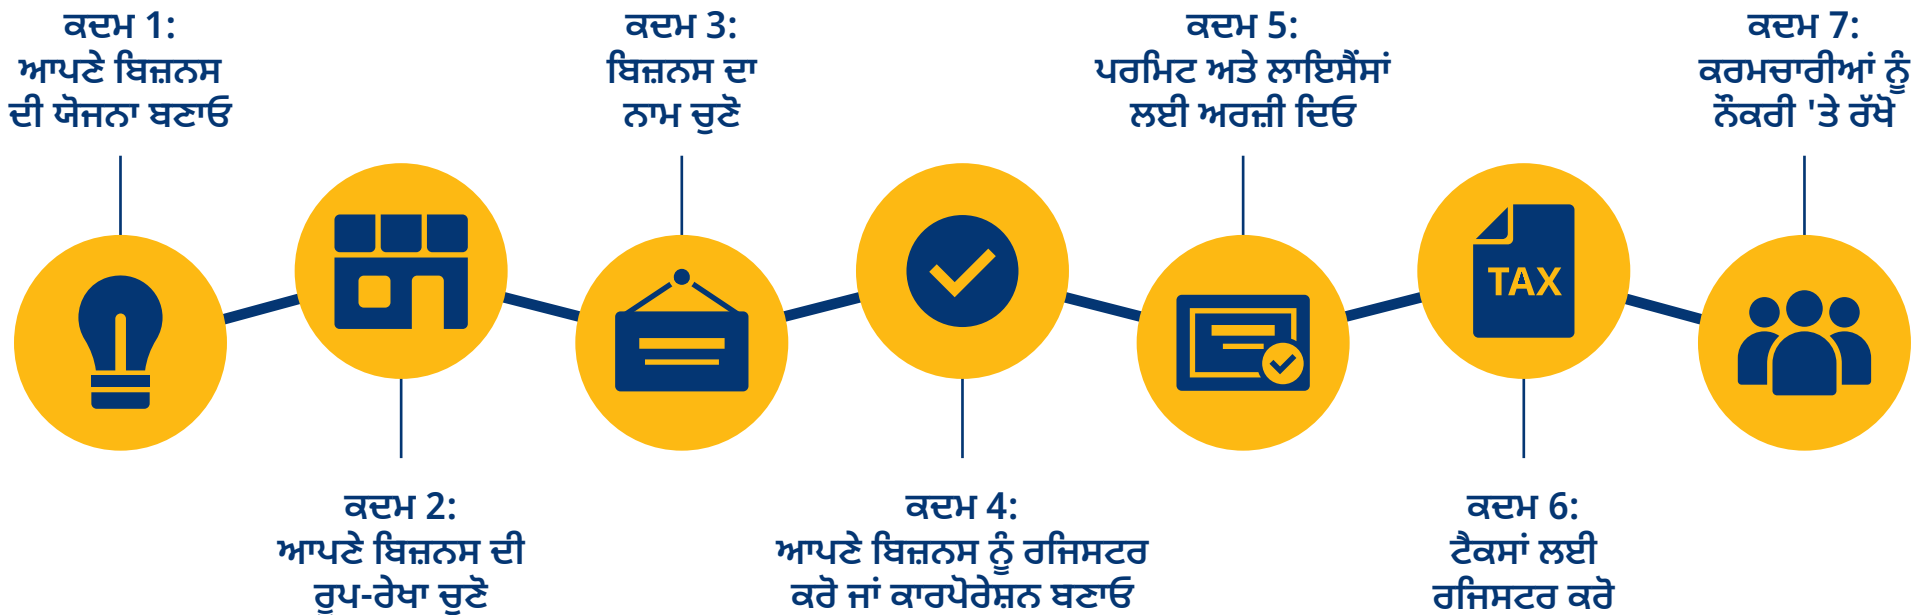 ਕਦਮ 1:
ਆਪਣੇ ਬਿਜ਼ਨਸ
ਦੀ ਯੋਜਨਾ ਬਣਾਓ
ਕਦਮ 2:
ਆਪਣੇ ਬਿਜ਼ਨਸ ਦੀ
ਰੁਪ-ਰੇਖਾ ਚੁਣੋ
ਕਦਮ 3:
ਬਿਜ਼ਨਸ ਦਾ
ਨਾਮ ਚੁਣੋ
ਕਦਮ 4:
ਆਪਣੇ ਬਿਜ਼ਨਸ ਨੂੰ ਰਜਿਸਟਰ
ਕਰੋ ਜਾਂ ਕਾਰਪੋਰੇਸ਼ਨ ਬਣਾਓ
ਕਦਮ 5:
ਪਰਮਿਟ ਅਤੇ ਲਾਇਸੈਂਸਾਂ
ਲਈ ਅਰਜ਼ੀ ਦਿਓ
TAX
ਕਦਮ 6:
ਟੈਕਸਾਂ ਲਈ
ਰਜਿਸਟਰ ਕਰੋ
ਕਦਮ 7:
ਕਰਮਚਾਰੀਆਂ ਨੂੰ
ਨੌਕਰੀ 'ਤੇ ਰੱਖੋ